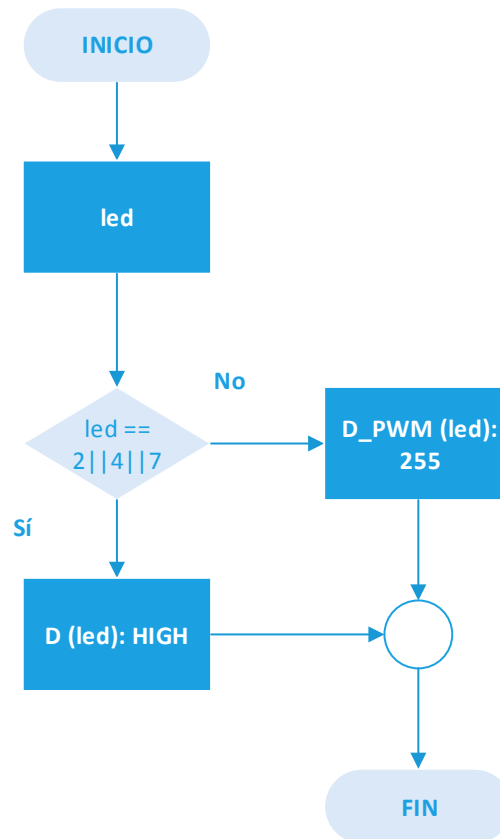 INICIO
led
led ==
2||4||7
No
D_PWM (led):
255
Sí
D (led): HIGH
FIN